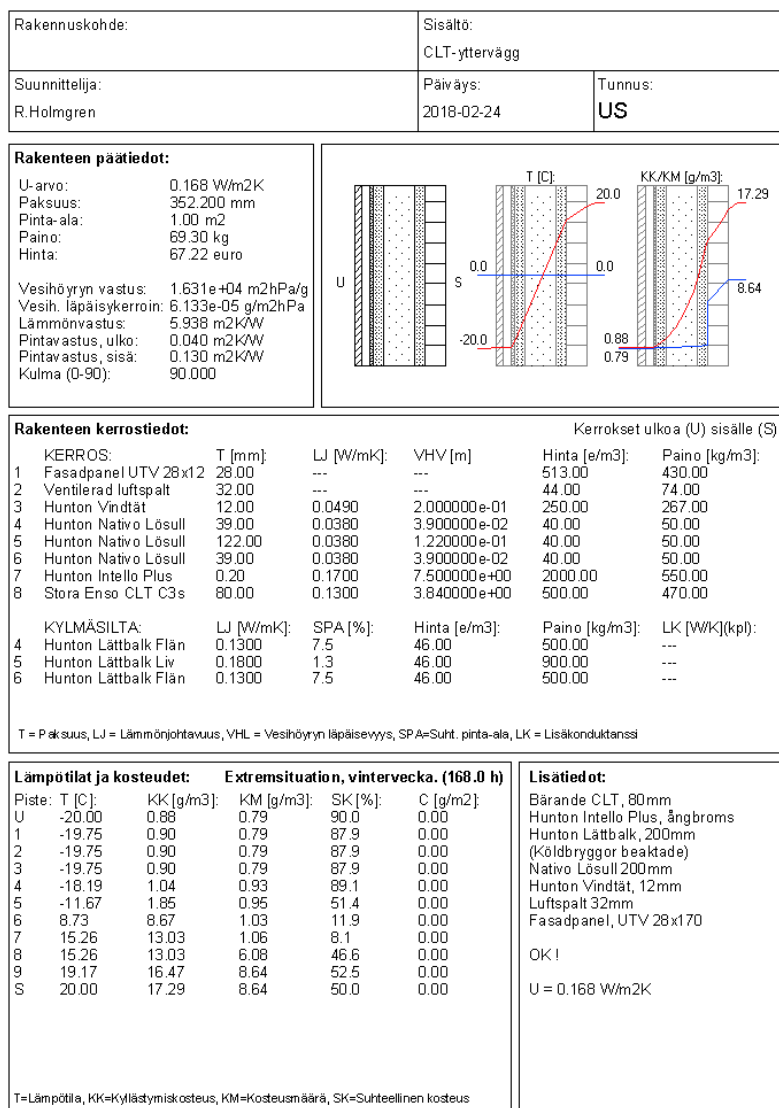 Rakennuskohde:
Sisältö:
CLT-yttervägg
Suunnittelija:
R.Holmgren
Päiväys:
2018-02-24
Tunnus:
US
Rakenteen päätiedot:
U-arvo: 0.168 W/m2K
Paksuus: 352.200 mm
Pinta-ala: 1.00 m2
Paino: 69.30 kg
Hinta: 67.22 euro
Vesihöyryn vastus: 1.631e+04 m2hPa/g
Vesih. läpäisykerroin: 6.133e-05 g/m2hPa
Lämmönvastus: 5.938 m2K/W
Pintavastus, ulko: 0.040 m2K/W
Pintavastus, sisä: 0.130 m2K/W
Kulma (0-90): 90.000
U
S
T [C]:
20.0
0.0
0.0
-20.0
KK/KM [g/m3]:
17.29
8.64
0.88
0.79
Rakenteen kerrostiedot: Kerrokset ulkoa (U) sisälle (S)
KERROS: T [mm]: LJ [W/mK]: VHV [m] Hinta [e/m3]: Paino [kg/m3]:
1 Fasadpanel UTV 28x12 28.00 --- --- 513.00 430.00
2 Ventilerad luftspalt 32.00 --- --- 44.00 74.00
3 Hunton Vindtät 12.00 0.0490 2.000000e-01 250.00 267.00
4 Hunton Nativo Lösull 39.00 0.0380 3.900000e-02 40.00 50.00
5 Hunton Nativo Lösull 122.00 0.0380 1.220000e-01 40.00 50.00
6 Hunton Nativo Lösull 39.00 0.0380 3.900000e-02 40.00 50.00
7 Hunton Intello Plus 0.20 0.1700 7.500000e+00 2000.00 550.00
8 Stora Enso CLT C3s 80.00 0.1300 3.840000e+00 500.00 470.00
KYLMÄSILTA: LJ [W/mK]: SPA [%]: Hinta [e/m3]: Paino [kg/m3]: LK [W/K](kpl):
4 Hunton Lättbalk Flän 0.1300 7.5 46.00 500.00 ---
5 Hunton Lättbalk Liv 0.1800 1.3 46.00 900.00 ---
6 Hunton Lättbalk Flän 0.1300 7.5 46.00 500.00 ---
T = Paksuus, LJ = Lämmönjohtavuus, VHL = Vesihöyryn läpäisevyys, SPA=Suht. pinta-ala, LK = Lisäkonduktanssi
Lämpötilat ja kosteudet: Extremsituation, vintervecka. (168.0 h)
Piste: T [C]: KK [g/m3]: KM [g/m3]: SK [%]: C [g/m2]:
U -20.00 0.88 0.79 90.0 0.00
1 -19.75 0.90 0.79 87.9 0.00
2 -19.75 0.90 0.79 87.9 0.00
3 -19.75 0.90 0.79 87.9 0.00
4 -18.19 1.04 0.93 89.1 0.00
5 -11.67 1.85 0.95 51.4 0.00
6 8.73 8.67 1.03 11.9 0.00
7 15.26 13.03 1.06 8.1 0.00
8 15.26 13.03 6.08 46.6 0.00
9 19.17 16.47 8.64 52.5 0.00
S 20.00 17.29 8.64 50.0 0.00
T=Lämpötila, KK=Kyllästymiskosteus, KM=Kosteusmäärä, SK=Suhteellinen kosteus
Lisätiedot:
Bärande CLT, 80mm
Hunton Intello Plus, ångbroms
Hunton Lättbalk, 200mm
(Köldbryggor beaktade)
Nativo Lösull 200mm
Hunton Vindtät, 12mm
Luftspalt 32mm
Fasadpanel, UTV 28x170
OK !
U = 0.168 W/m2K